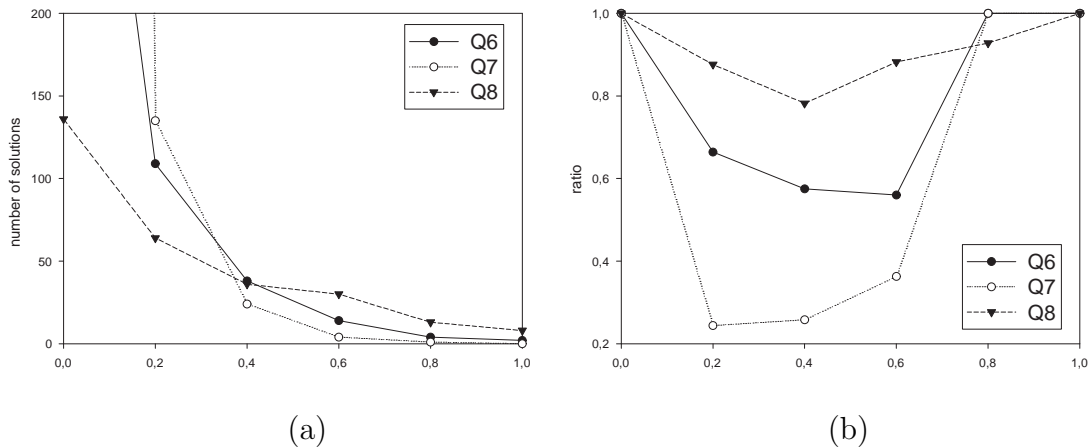 200
150
100
50
0
number of solutions
Q6
Q7
Q8
0,0 0,2 0,4 0,6 0,8 1,0
(a)
1,0
0,8
0,6
0,4
0,2
ratio
Q6
Q7
Q8
0,0 0,2 0,4 0,6 0,8 1,0
(b)